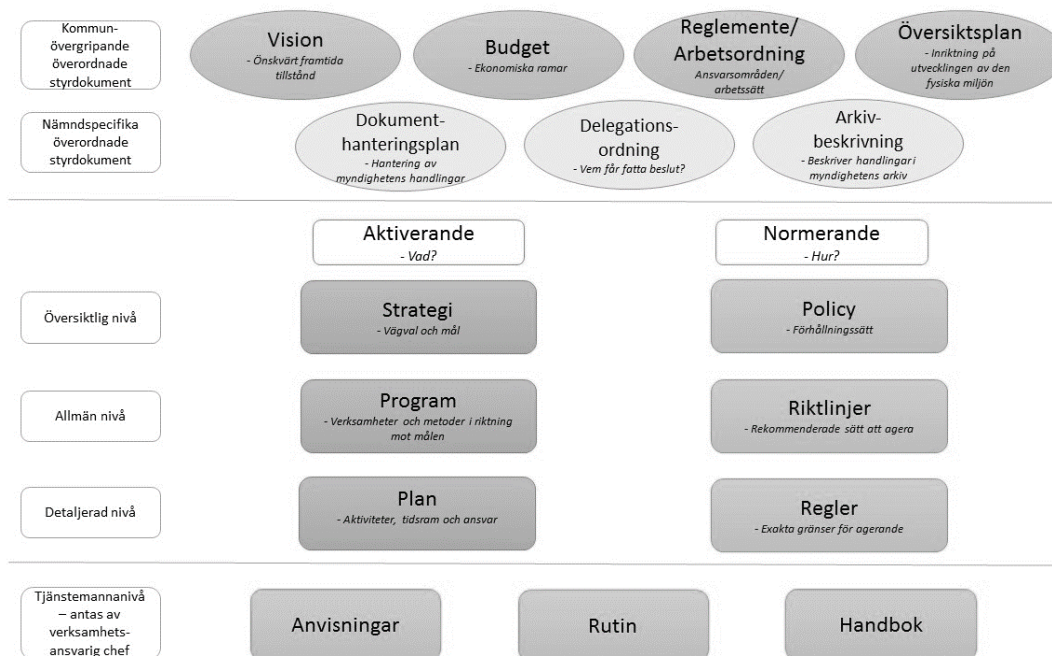 Kommun-
övergripande
överordnade
styrdokument
Vision
- Önskvärt framtida
tillstånd
Budget
- Ekonomiska ramar
Reglemente/
Arbetsordning
Ansvarsområden/
arbetssätt
Översiktsplan
- Inriktning på
utvecklingen av den
fysiska miljön
Nämndspecifika
överordnade
styrdokument
Dokument-
hanteringsplan
- Hantering av
myndighetens handlingar
Delegations-
ordning
- Vem får fatta beslut?
Arkiv-
beskrivning
- Beskriver handlingar i
myndighetens arkiv
Aktiverande
- Vad?
Normerande
- Hur?
Översiktlig nivå
Strategi
- Vägval och mål
Policy
- Förhållningssätt
Allmän nivå
Program
- Verksamheter och metoder i riktning
mot målen
Riktlinjer
- Rekommenderade sätt att agera
Detaljerad nivå
Plan
- Aktiviteter, tidsram och ansvar
Regler
- Exakta gränser för agerande
Tjänstemannanivå
– antas av
verksamhets-
ansvarig chef
Anvisningar
Rutin
Handbok